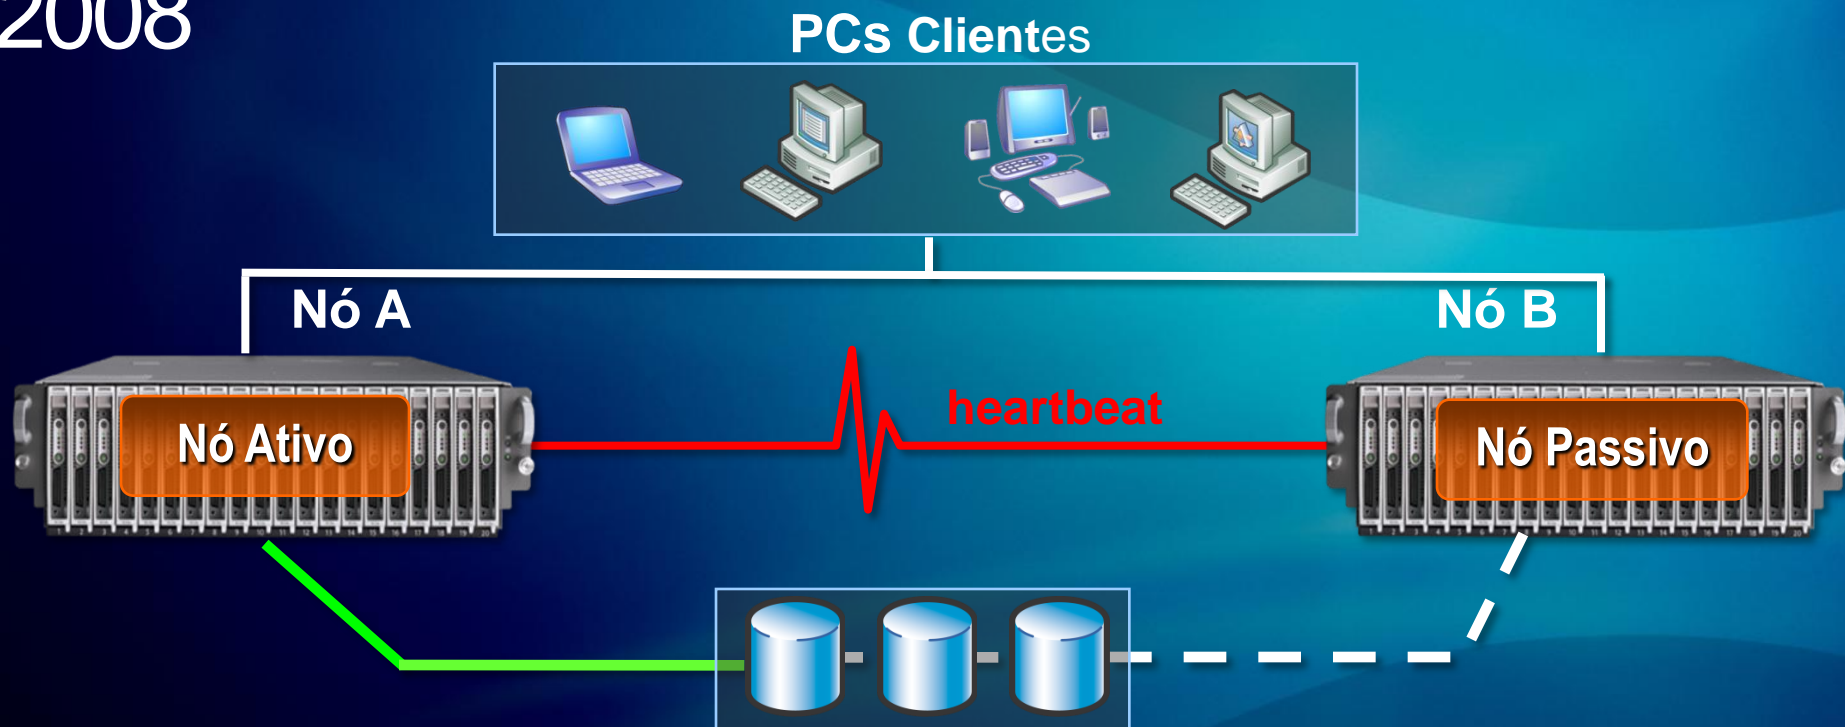 2008
PCs Clientes
Nó A
Nó B
heartbeat
Nó Ativo
Nó Passivo